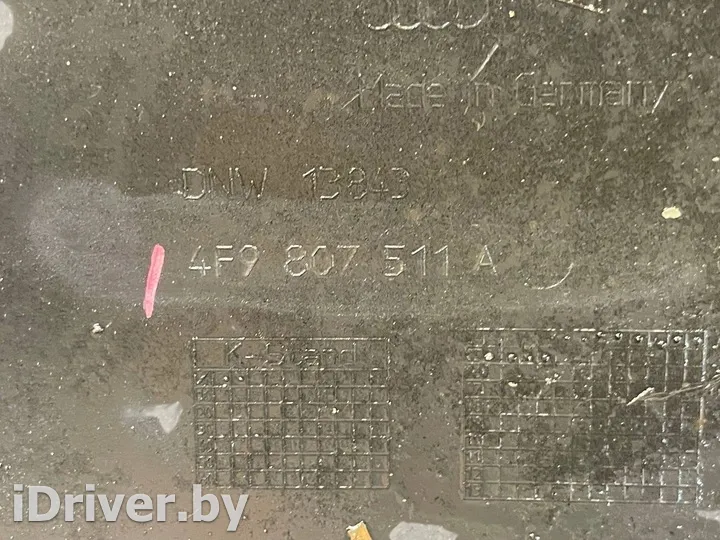 Made in Germany
DNW 13843
4F9 807 511 A
K-Stand
iDriver.by